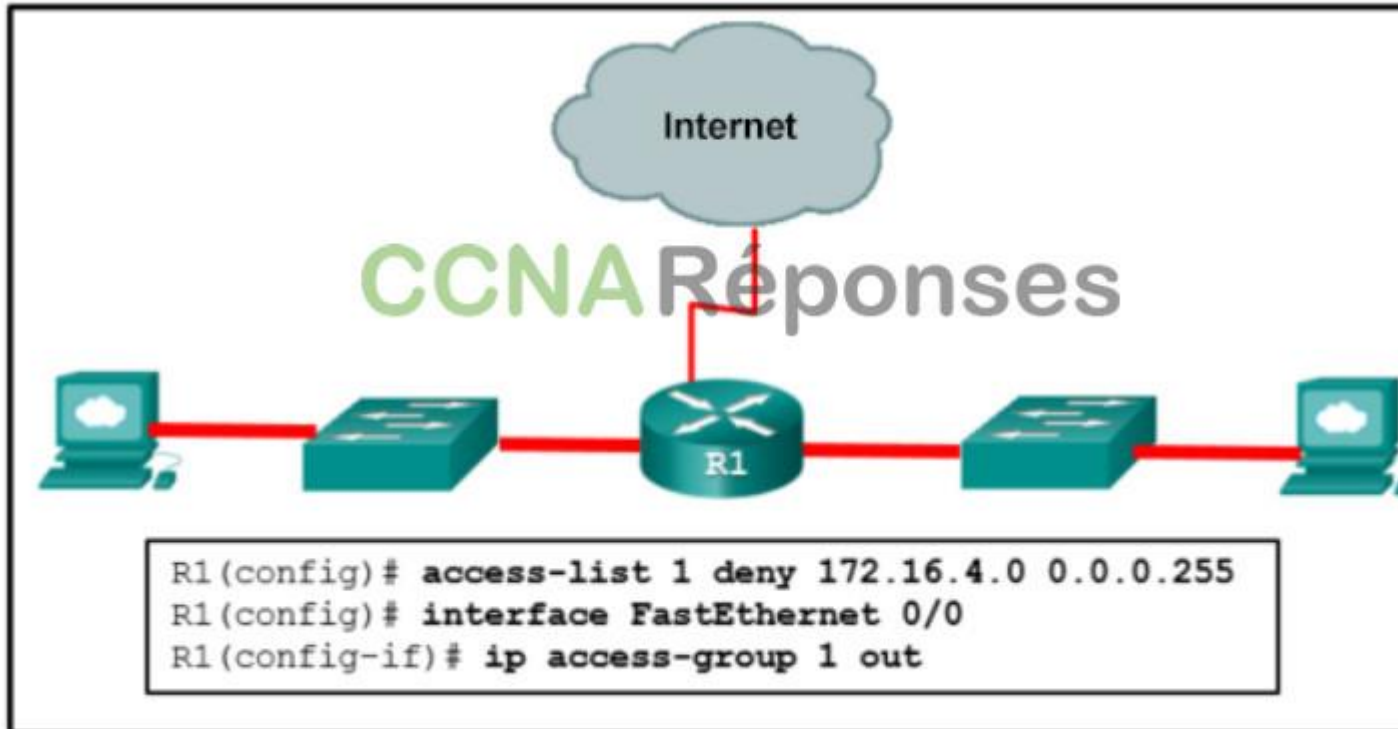 Internet
CCNA Réponses
R1
R1(config)# access-list 1 deny 172.16.4.0 0.0.0.255
R1(config)# interface FastEthernet 0/0
R1(config-if)# ip access-group 1 out